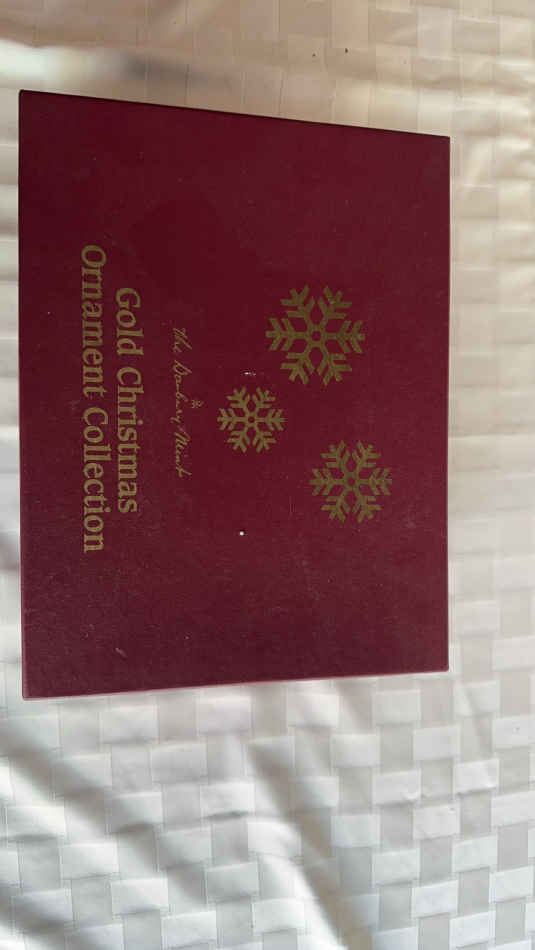 The Danbury Mint
Gold Christmas
Ornament Collection